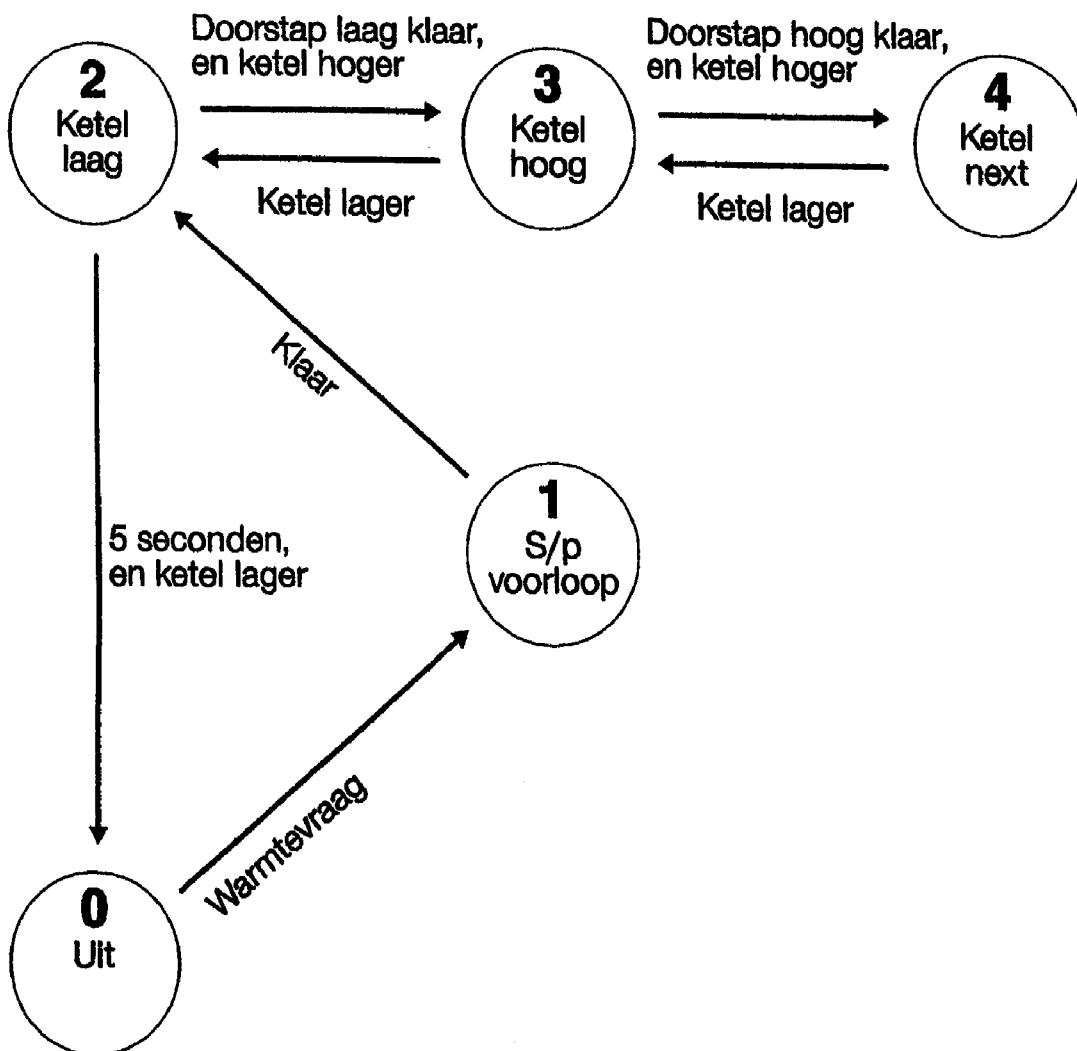 Doorstap laag klaar,
en ketel hoger
Doorstap hoog klaar,
en ketel hoger
2
Ketel
laag
3
Ketel
hoog
4
Ketel
next
Ketel lager
Ketel lager
Klaar
1
S/p
voorloop
5 seconden,
en ketel lager
Warmtevraag
0
Uit